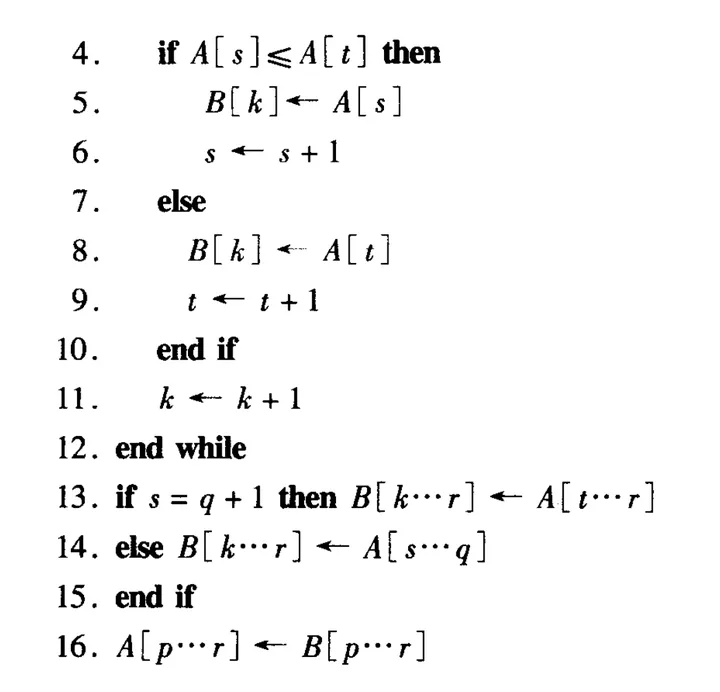 4. if A[s]≤A[t] then
5. B[k]← A[s]
6. s ← s + 1
7. else
8. B[k] ← A[t]
9. t ← t + 1
10. end if
11. k ← k + 1
12. end while
13. if s = q + 1 then B[k⋯r] ← A[t⋯r]
14. else B[k⋯r] ← A[s⋯q]
15. end if
16. A[p⋯r] ← B[p⋯r]